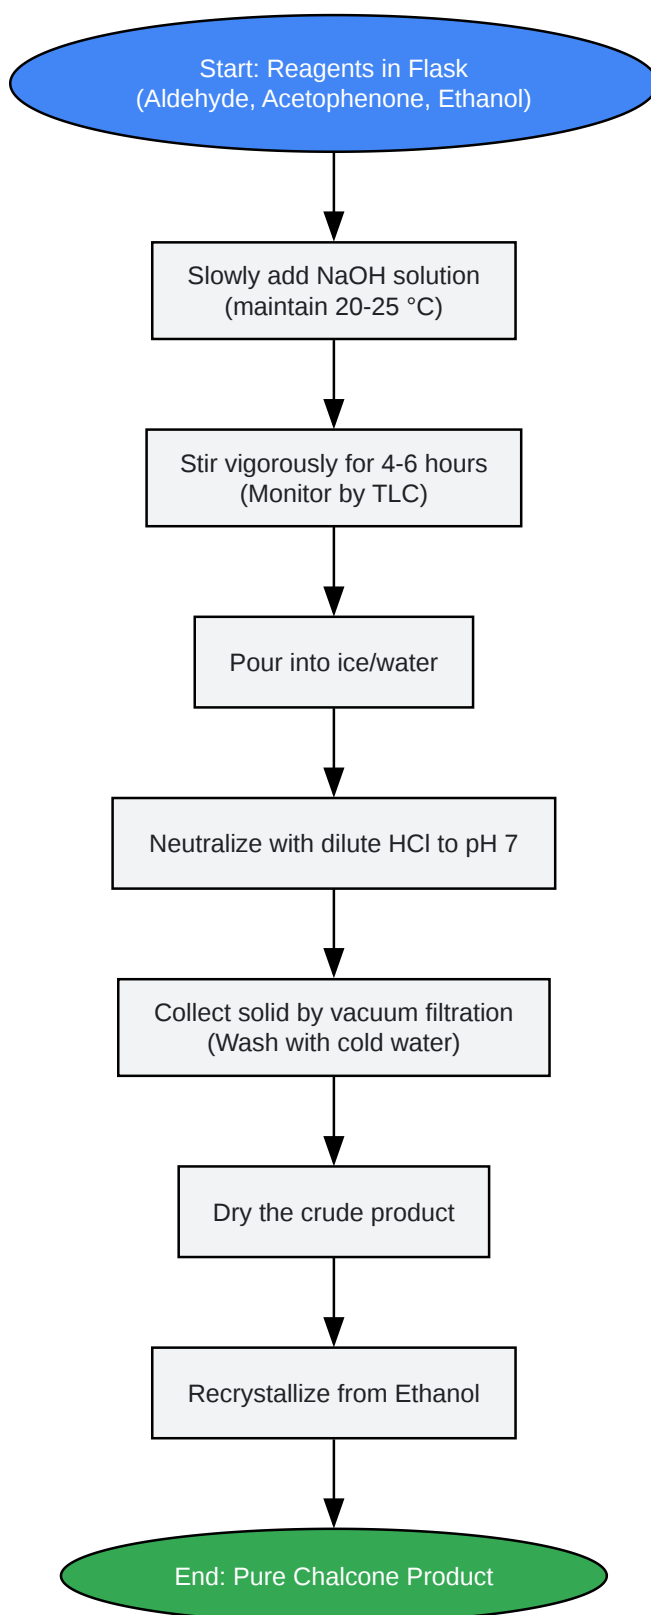 Start: Reagents in Flask
(Aldehyde, Acetophenone, Ethanol)
Slowly add NaOH solution
(maintain 20-25 °C)
Stir vigorously for 4-6 hours
(Monitor by TLC)
Pour into ice/water
Neutralize with dilute HCl to pH 7
Collect solid by vacuum filtration
(Wash with cold water)
Dry the crude product
Recrystallize from Ethanol
End: Pure Chalcone Product